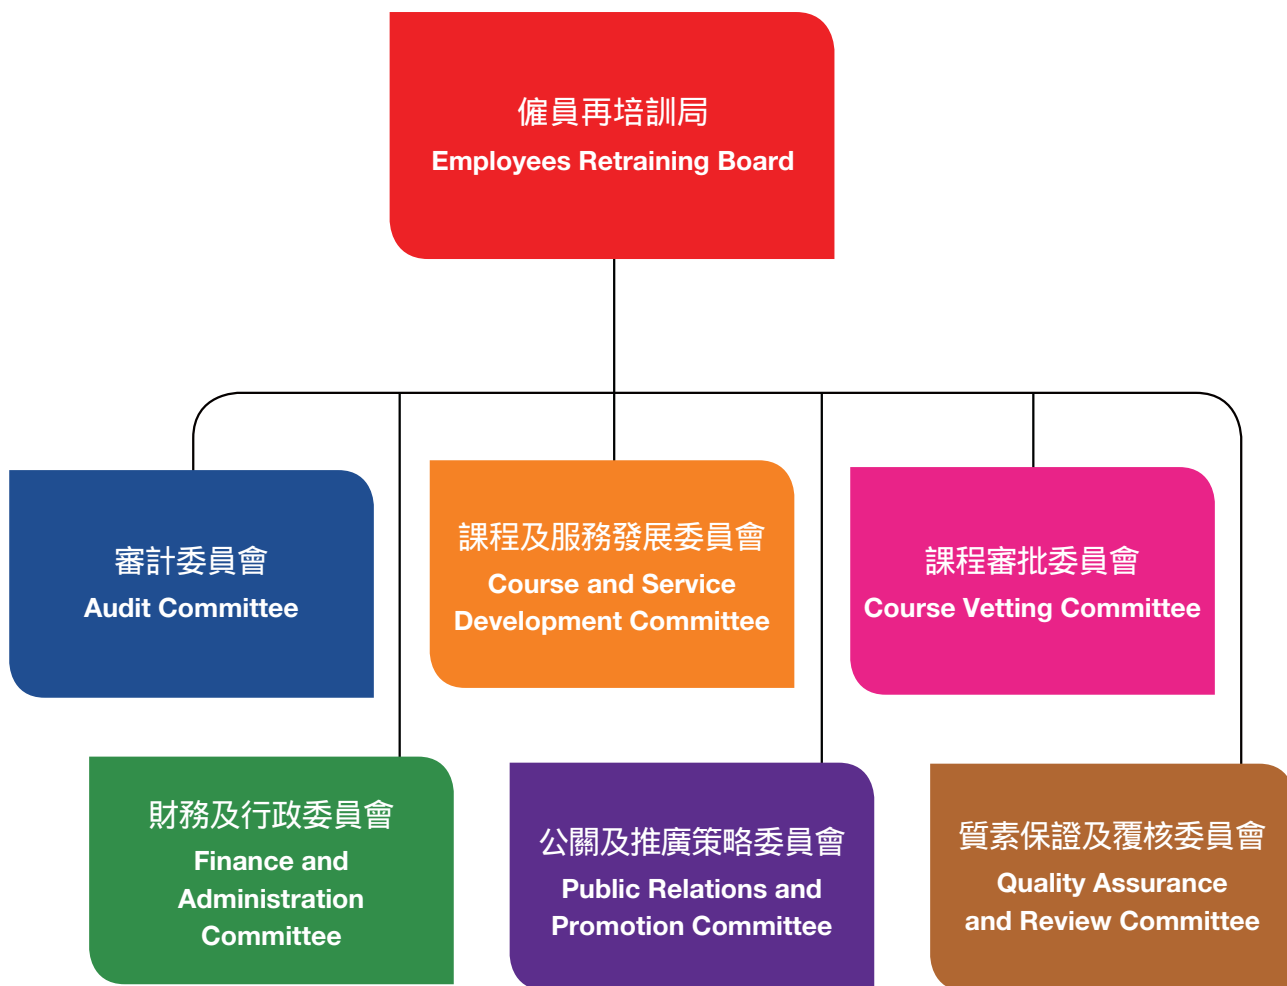 僱員再培訓局
Employees Retraining Board
審計委員會
Audit Committee
課程及服務發展委員會
Course and Service
Development Committee
課程審批委員會
Course Vetting Committee
財務及行政委員會
Finance and
Administration
Committee
公關及推廣策略委員會
Public Relations and
Promotion Committee
質素保證及覆核委員會
Quality Assurance
and Review Committee